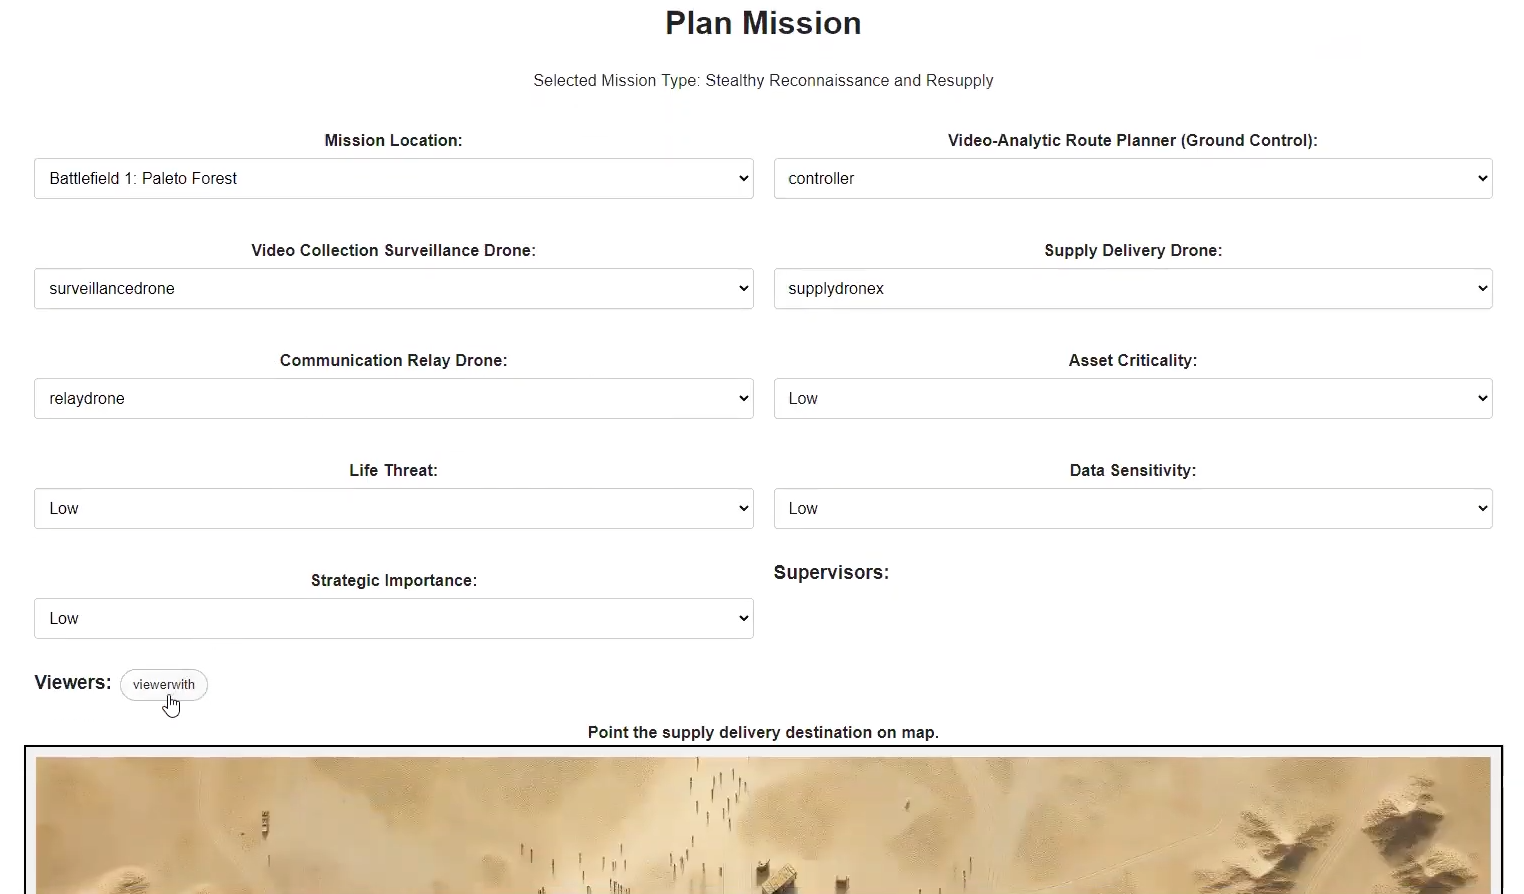 Plan Mission
Selected Mission Type: Stealthy Reconnaissance and Resupply
Mission Location:
Battlefield 1: Paleto Forest
Video-Analytic Route Planner (Ground Control):
controller
Video Collection Surveillance Drone:
surveillancedrone
Supply Delivery Drone:
supplydronex
Communication Relay Drone:
relaydrone
Asset Criticality:
Low
Life Threat:
Low
Data Sensitivity:
Low
Strategic Importance:
Low
Supervisors:
Viewers: viewerwith
Point the supply delivery destination on map.